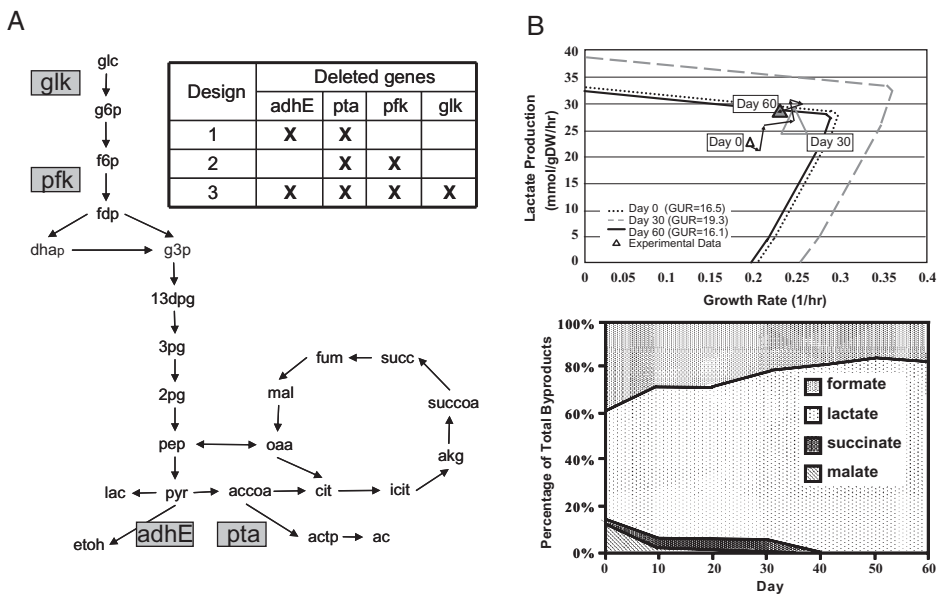 A
glk
glc
g6p
f6p
pfk
fdp
dhap
g3p
13dpg
3pg
2pg
pep
oaa
mal
fum
succ
succoa
akg
lac
pyr
accoa
cit
icit
etoh
adhE
pta
actp
ac
Design
Deleted genes
adhE pta pfk glk
1 X X
2 X X
3 X X X X
B
Lactate Production
(mmol/gDW/hr)
40
35
30
25
20
15
10
5
0
Day 60
Day 0
Day 30
Day 0 (GUR=16.5)
Day 30 (GUR=19.3)
Day 60 (GUR=16.1)
Experimental Data
0 0.05 0.1 0.15 0.2 0.25 0.3 0.35 0.4
Growth Rate (1/hr)
Percentage of Total Byproducts
100%
80%
60%
40%
20%
0%
formate
lactate
succinate
malate
0 10 20 30 40 50 60
Day